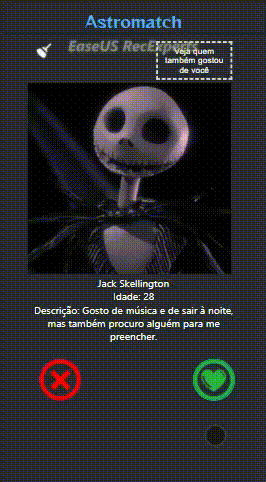 Astromatch
EaseUS RecExperts
Veja quem
também gostou
de você
Jack Skellington
Idade: 28
Descrição: Gosto de música e de sair à noite,
mas também procuro alguém para me
preencher.